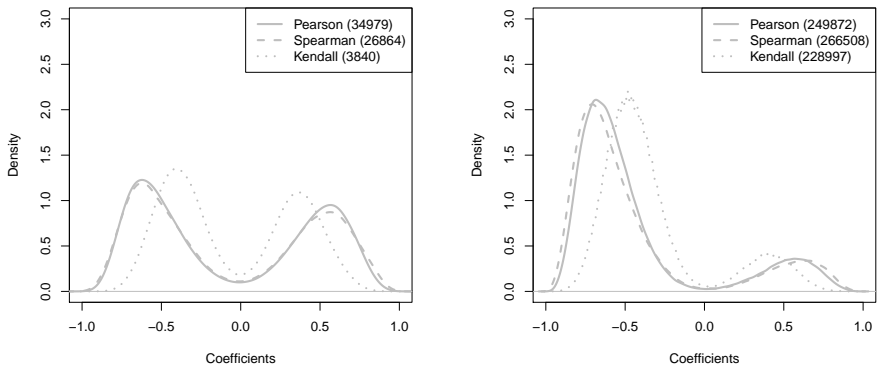 Pearson (34979)
Spearman (26864)
Kendall (3840)
Density
0.0 0.5 1.0 1.5 2.0 2.5 3.0
−1.0 −0.5 0.0 0.5 1.0
Coefficients
Pearson (249872)
Spearman (266508)
Kendall (228997)
Density
0.0 0.5 1.0 1.5 2.0 2.5 3.0
−1.0 −0.5 0.0 0.5 1.0
Coefficients